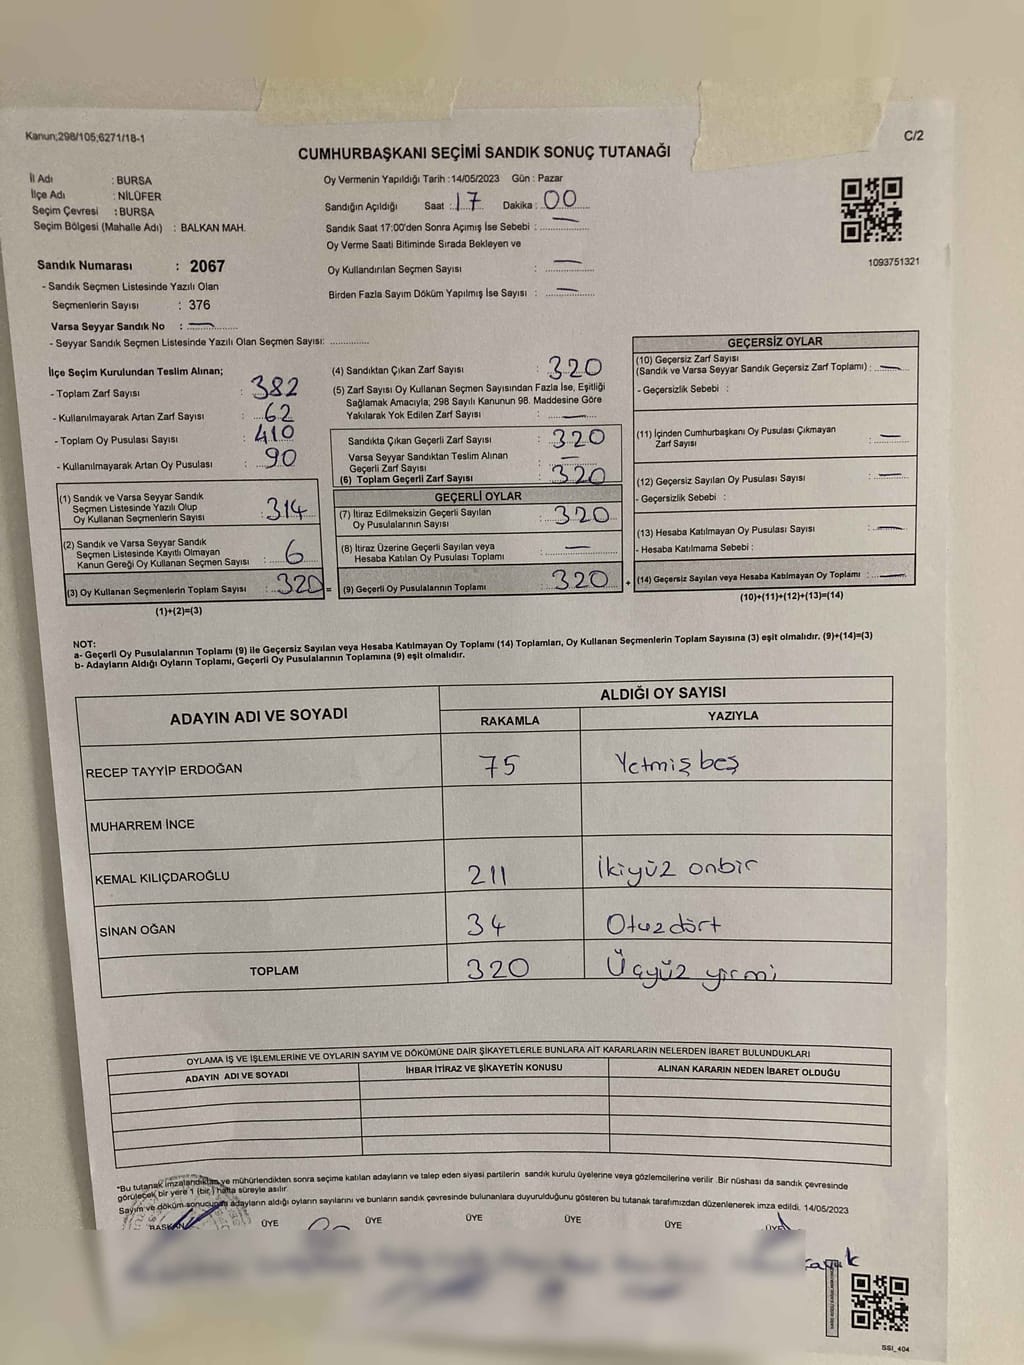 Kanun;298/105;6271/18-1
C/2
CUMHURBAŞKANI SEÇİMİ SANDIK SONUÇ TUTANAĞI
İl Adı : BURSA
İlçe Adı : NİLÜFER
Seçim Çevresi : BURSA
Seçim Bölgesi (Mahalle Adı) : BALKAN MAH.
Sandık Numarası : 2067
- Sandık Seçmen Listesinde Yazılı Olan
Seçmenlerin Sayısı : 376
Varsa Seyyar Sandık No : —
- Seyyar Sandık Seçmen Listesinde Yazılı Olan Seçmen Sayısı: ..............
Oy Vermenin Yapıldığı Tarih :14/05/2023 Gün : Pazar
Sandığın Açıldığı Saat : 17 Dakika : 00
Sandık Saat 17:00'den Sonra Açımış İse Sebebi : —
Oy Verme Saati Bitiminde Sırada Bekleyen ve
Oy Kullandırılan Seçmen Sayısı : —
Birden Fazla Sayım Döküm Yapılmış İse Sayısı : —
1093751321
İlçe Seçim Kurulundan Teslim Alınan;
- Toplam Zarf Sayısı : 382
- Kullanılmayarak Artan Zarf Sayısı : 62
- Toplam Oy Pusulası Sayısı : 410
- Kullanılmayarak Artan Oy Pusulası : 90
(1) Sandık ve Varsa Seyyar Sandık
Seçmen Listesinde Yazılı Olup
Oy Kullanan Seçmenlerin Sayısı : 314
(2) Sandık ve Varsa Seyyar Sandık
Seçmen Listesinde Kayıtlı Olmayan
Kanun Gereği Oy Kullanan Seçmen Sayısı : 6
(3) Oy Kullanan Seçmenlerin Toplam Sayısı : 320 =
(1)+(2)=(3)
(4) Sandıktan Çıkan Zarf Sayısı : 320
(5) Zarf Sayısı Oy Kullanan Seçmen Sayısından Fazla İse, Eşitliği
Sağlamak Amacıyla; 298 Sayılı Kanunun 98. Maddesine Göre
Yakılarak Yok Edilen Zarf Sayısı : —
Sandıkta Çıkan Geçerli Zarf Sayısı : 320
Varsa Seyyar Sandıktan Teslim Alınan
Geçerli Zarf Sayısı : —
(6) Toplam Geçerli Zarf Sayısı : 320
GEÇERLİ OYLAR
(7) İtiraz Edilmeksizin Geçerli Sayılan
Oy Pusulalarının Sayısı : 320
(8) İtiraz Üzerine Geçerli Sayılan veya
Hesaba Katılan Oy Pusulası Toplamı : —
(9) Geçerli Oy Pusulalarının Toplamı : 320 +
GEÇERSİZ OYLAR
(10) Geçersiz Zarf Sayısı
(Sandık ve Varsa Seyyar Sandık Geçersiz Zarf Toplamı) : —
- Geçersizlik Sebebi :
(11) İçinden Cumhurbaşkanı Oy Pusulası Çıkmayan
Zarf Sayısı : —
(12) Geçersiz Sayılan Oy Pusulası Sayısı : —
- Geçersizlik Sebebi :
(13) Hesaba Katılmayan Oy Pusulası Sayısı : —
- Hesaba Katılmama Sebebi :
(14) Geçersiz Sayılan veya Hesaba Katılmayan Oy Toplamı : —
(10)+(11)+(12)+(13)=(14)
NOT:
a- Geçerli Oy Pusulalarının Toplamı (9) ile Geçersiz Sayılan veya Hesaba Katılmayan Oy Toplamı (14) Toplamları, Oy Kullanan Seçmenlerin Toplam Sayısına (3) eşit olmalıdır. (9)+(14)=(3)
b- Adayların Aldığı Oyların Toplamı, Geçerli Oy Pusulalarının Toplamına (9) eşit olmalıdır.
ADAYIN ADI VE SOYADI
ALDIĞI OY SAYISI
RAKAMLA YAZIYLA
RECEP TAYYIP ERDOĞAN 75 Yetmiş beş
MUHARREM İNCE
KEMAL KILIÇDAROĞLU 211 İkiyüz onbir
SİNAN OĞAN 34 Otuzdört
TOPLAM 320 Üçyüz yirmi
OYLAMA İŞ VE İŞLEMLERİNE VE OYLARIN SAYIM VE DÖKÜMÜNE DAİR ŞİKAYETLERLE BUNLARA AİT KARARLARIN NELERDEN İBARET BULUNDUKLARI
ADAYIN ADI VE SOYADI İHBAR İTİRAZ VE ŞİKAYETİN KONUSU ALINAN KARARIN NEDEN İBARET OLDUĞU
*Bu tutanak imzalandıktan ve mühürlendikten sonra seçime katılan adayların ve talep eden siyasi partilerin sandık kurulu üyelerine veya gözlemcilerine verilir .Bir nüshası da sandık çevresinde
görülecek bir yere 1 (bir) hafta süreyle asılır.
Sayım ve döküm sonucunda adayların aldığı oyların sayılarını ve bunların sandık çevresinde bulunanlara duyurulduğunu gösteren bu tutanak tarafımızdan düzenlenerek imza edildi. 14/05/2023
BAŞKAN ÜYE ÜYE ÜYE ÜYE ÜYE ÜYE
SSI_404